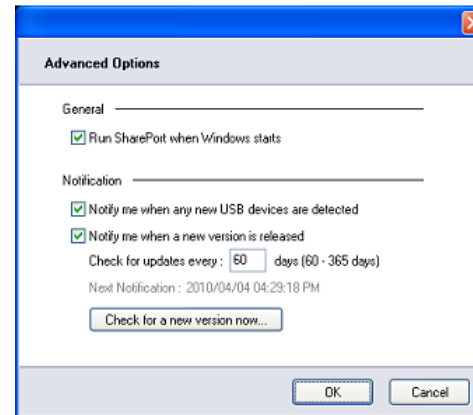 Advanced Options
General
Run SharePort when Windows starts
Notification
Notify me when any new USB devices are detected
Notify me when a new version is released
Check for updates every : 60 days (60 - 365 days)
Next Notification : 2010/04/04 04:29:18 PM
Check for a new version now...
OK Cancel